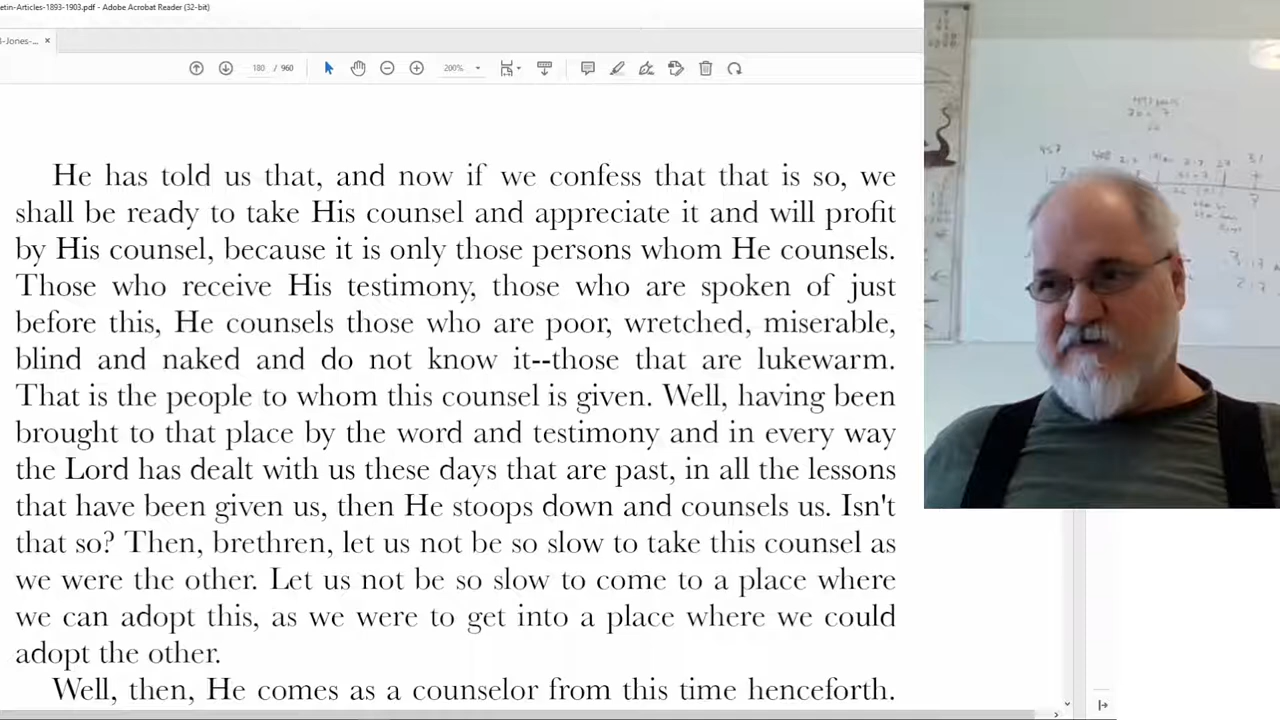 etin-Articles-1893-1903.pdf - Adobe Acrobat Reader (32-bit)
-Jones-... ×
180 / 960
200%
He has told us that, and now if we confess that that is so, we
shall be ready to take His counsel and appreciate it and will profit
by His counsel, because it is only those persons whom He counsels.
Those who receive His testimony, those who are spoken of just
before this, He counsels those who are poor, wretched, miserable,
blind and naked and do not know it--those that are lukewarm.
That is the people to whom this counsel is given. Well, having been
brought to that place by the word and testimony and in every way
the Lord has dealt with us these days that are past, in all the lessons
that have been given us, then He stoops down and counsels us. Isn't
that so? Then, brethren, let us not be so slow to take this counsel as
we were the other. Let us not be so slow to come to a place where
we can adopt this, as we were to get into a place where we could
adopt the other.
Well, then, He comes as a counselor from this time henceforth.
457